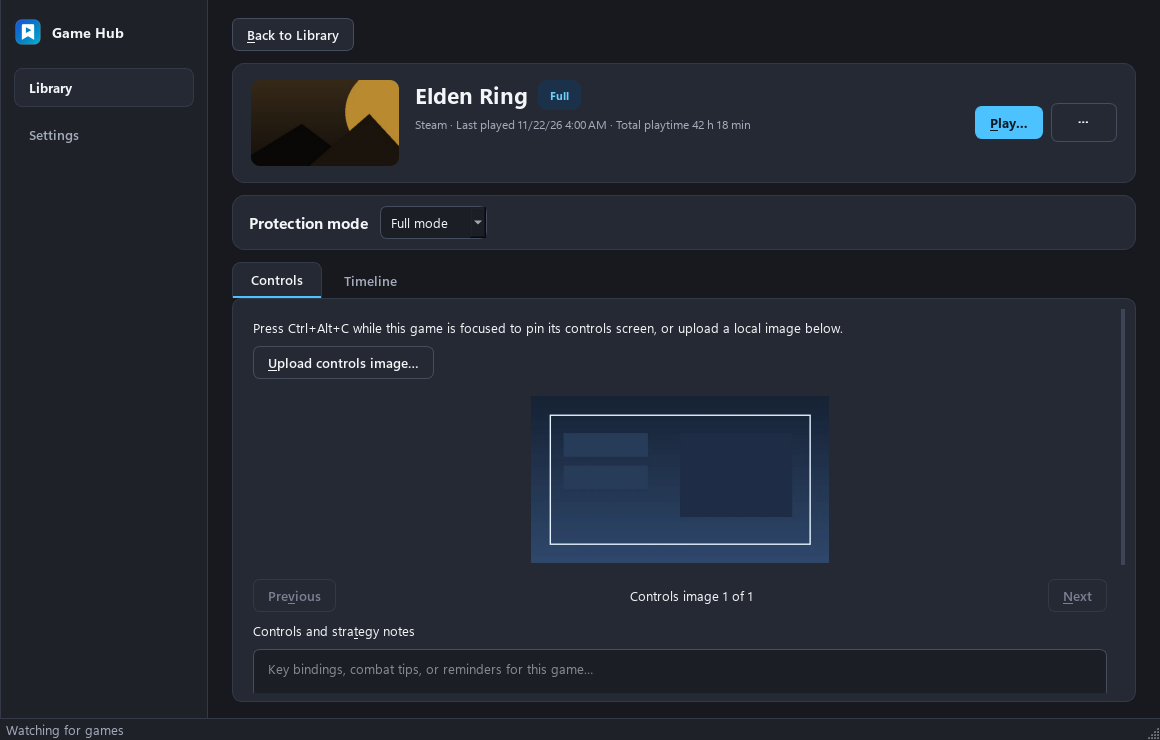 Game Hub
Library
Settings
Back to Library
Elden Ring
Full
Steam · Last played 11/22/26 4:00 AM · Total playtime 42 h 18 min
Play...
...
Protection mode
Full mode
Controls
Timeline
Press Ctrl+Alt+C while this game is focused to pin its controls screen, or upload a local image below.
Upload controls image...
Previous
Controls image 1 of 1
Next
Controls and strategy notes
Key bindings, combat tips, or reminders for this game...
Watching for games